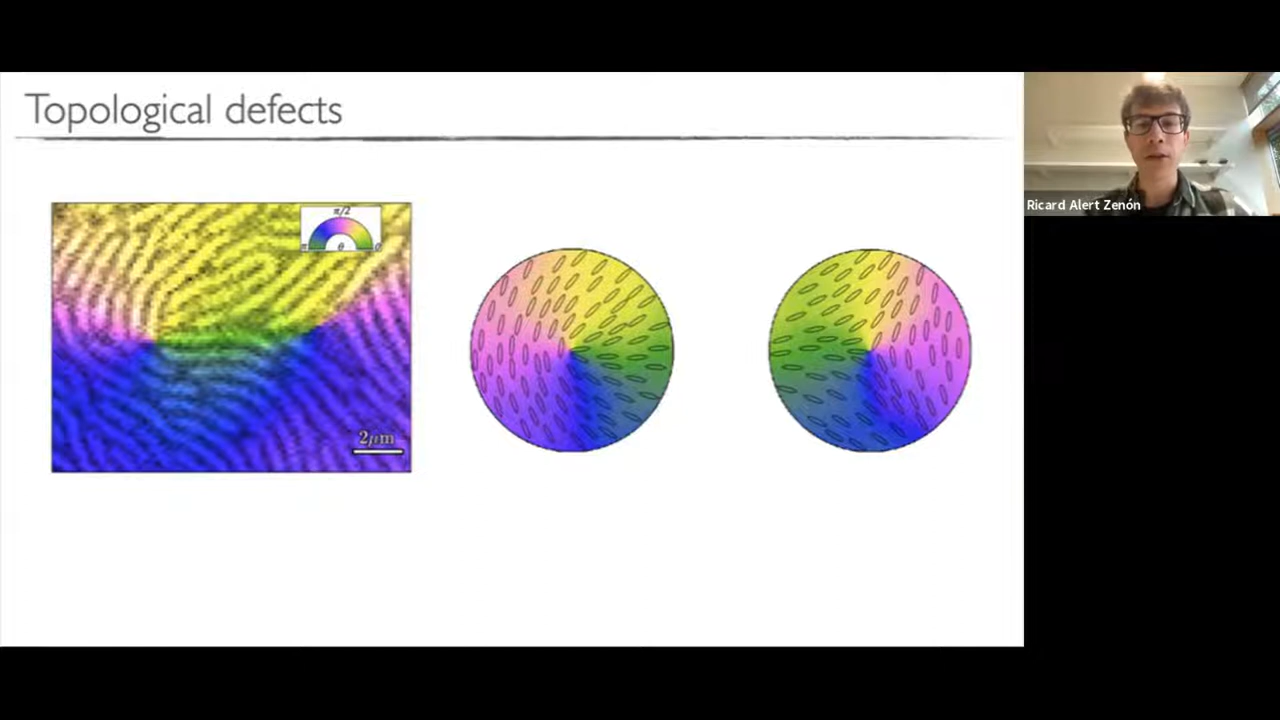 Topological defects
π/2
π
θ
0
2μm
Ricard Alert Zenón